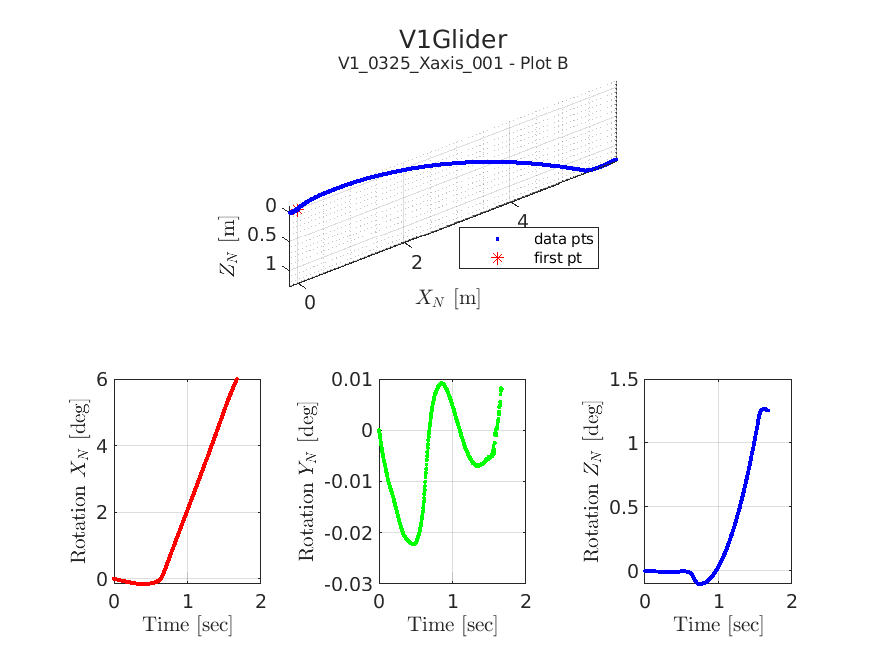 V1Glider
V1_0325_Xaxis_001 - Plot B
0
0.5
1
Z_N [m]
0
2
4
X_N [m]
data pts
first pt
6
4
2
0
Rotation X_N [deg]
0 1 2
Time [sec]
0.01
0
-0.01
-0.02
-0.03
Rotation Y_N [deg]
0 1 2
Time [sec]
1.5
1
0.5
0
Rotation Z_N [deg]
0 1 2
Time [sec]